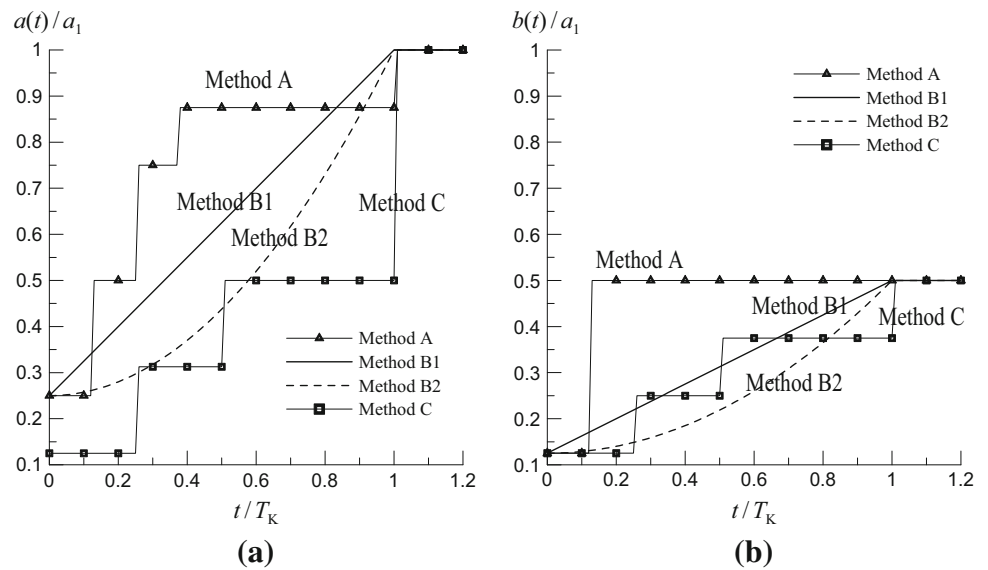 a(t) / a₁
1
0.9
0.8
0.7
0.6
0.5
0.4
0.3
0.2
0.1
Method A
Method B1
Method B2
Method C
Method A
Method B1
Method B2
Method C
0 0.2 0.4 0.6 0.8 1 1.2
t / T_K
(a)
b(t) / a₁
1
0.9
0.8
0.7
0.6
0.5
0.4
0.3
0.2
0.1
Method A
Method B1
Method B2
Method C
Method A
Method B1
Method C
Method B2
0 0.2 0.4 0.6 0.8 1 1.2
t / T_K
(b)